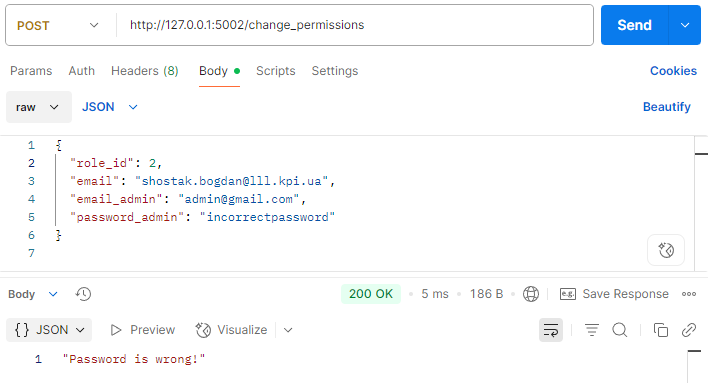 POST http://127.0.0.1:5002/change_permissions Send
Params Auth Headers (8) Body Scripts Settings Cookies
raw JSON Beautify
1 {
2 "role_id": 2,
3 "email": "shostak.bogdan@lll.kpi.ua",
4 "email_admin": "admin@gmail.com",
5 "password_admin": "incorrectpassword"
6 }
7
Body 200 OK • 5 ms • 186 B • e.g. Save Response
{} JSON Preview Visualize
1 "Password is wrong!"